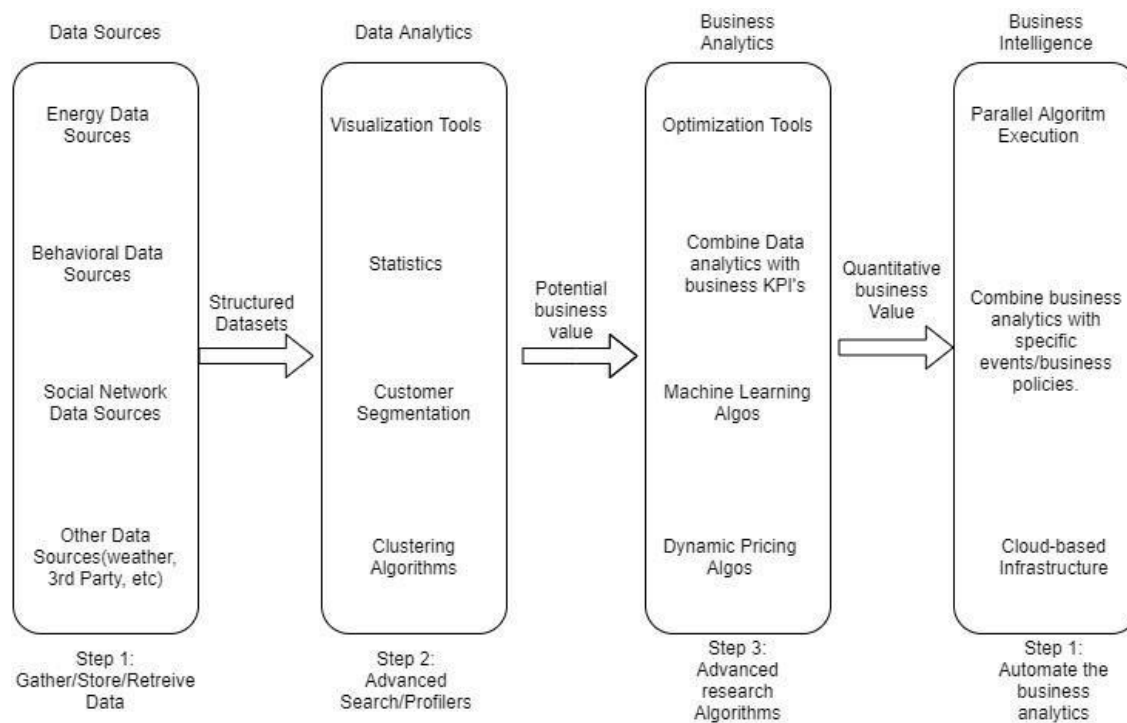 Data Sources
Energy Data
Sources
Behavioral Data
Sources
Social Network
Data Sources
Other Data
Sources(weather,
3rd Party, etc)
Step 1:
Gather/Store/Retreive
Data
Structured
Datasets
Data Analytics
Visualization Tools
Statistics
Customer
Segmentation
Clustering
Algorithms
Step 2:
Advanced
Search/Profilers
Potential
business
value
Business
Analytics
Optimization Tools
Combine Data
analytics with
business KPI's
Machine Learning
Algos
Dynamic Pricing
Algos
Step 3:
Advanced
research
Algorithms
Quantitative
business
Value
Business
Intelligence
Parallel Algoritm
Execution
Combine business
analytics with
specific
events/business
policies.
Cloud-based
Infrastructure
Step 1:
Automate the
business
analytics